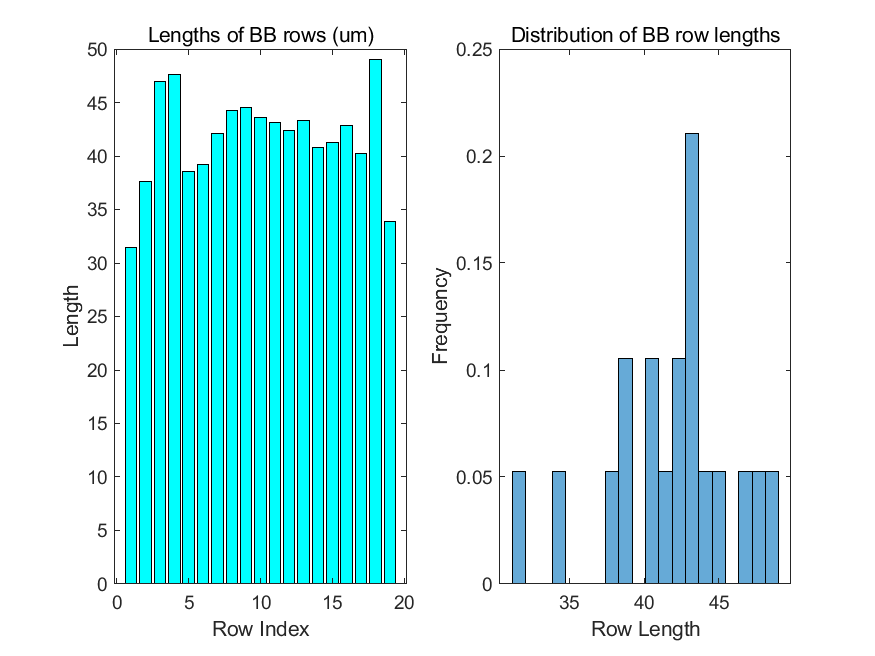 Lengths of BB rows (um)
50
45
40
35
30
25
20
15
10
5
0
Length
0 5 10 15 20
Row Index
Distribution of BB row lengths
0.25
0.2
0.15
0.1
0.05
0
Frequency
35 40 45
Row Length